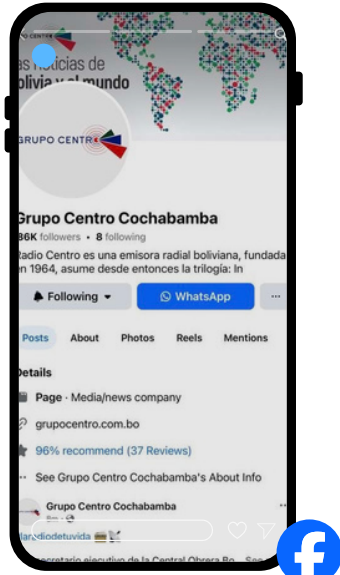 as noticias de
olivia y el mundo
GRUPO CENTR
Grupo Centro Cochabamba
86K followers • 8 following
Radio Centro es una emisora radial boliviana, fundada
en 1964, asume desde entonces la trilogía: In
Following
WhatsApp
Posts
About
Photos
Reels
Mentions
Details
Page · Media/news company
grupocentro.com.bo
96% recommend (37 Reviews)
See Grupo Centro Cochabamba's About Info
Grupo Centro Cochabamba
laradiodetuvida
ecretario ejecutivo de la Central Obrera Bo